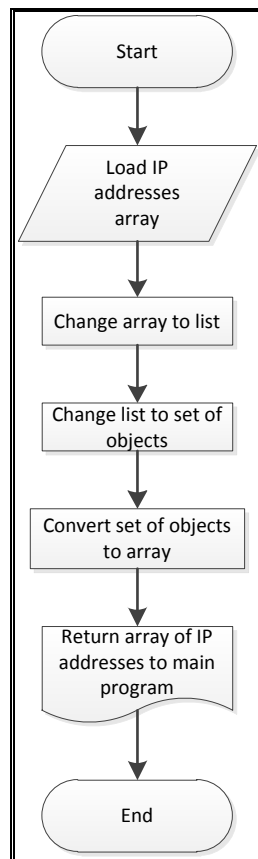 Start
Load IP
addresses
array
Change array to list
Change list to set of
objects
Convert set of objects
to array
Return array of IP
addresses to main
program
End